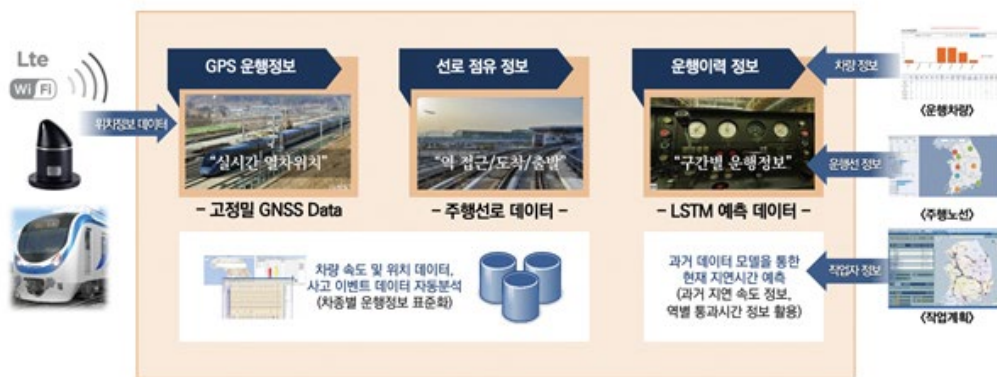 Lte
Wi Fi
위치정보 데이터
GPS 운행정보
"실시간 열차위치"
- 고정밀 GNSS Data
선로 점유 정보
"역 접근/도착/출발"
- 주행선로 데이터 -
운행이력 정보
"구간별 운행정보"
- LSTM 예측 데이터 -
차량 속도 및 위치 데이터,
사고 이벤트 데이터 자동분석
(차종별 운행정보 표준화)
과거 데이터 모델을 통한
현재 지연시간 예측
(과거 지연 속도 정보,
역별 통과시간 정보 활용)
차량 정보
<운행차량>
운행선 정보
<주행노선>
작업자 정보
<작업계획>